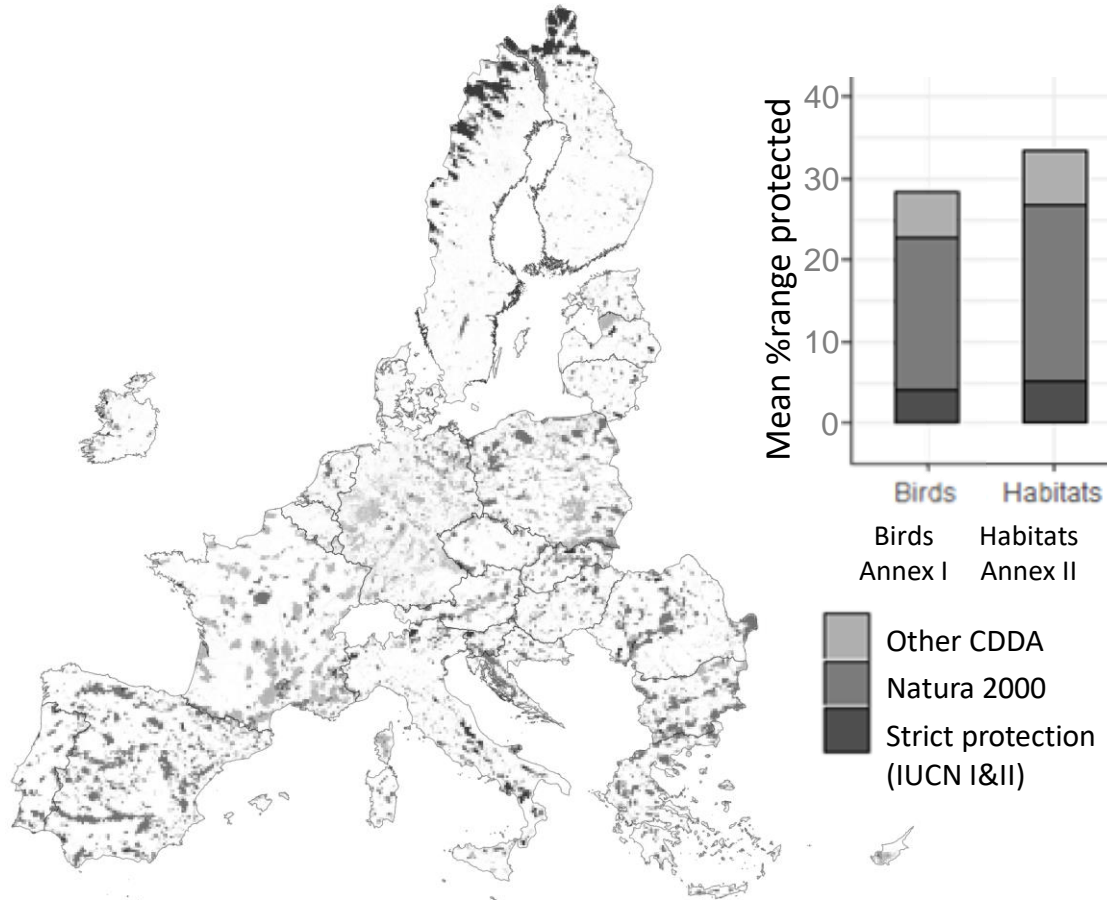 Mean %range protected
40
30
20
10
0
Birds Habitats
Birds Habitats
Annex I Annex II
Other CDDA
Natura 2000
Strict protection
(IUCN I&II)